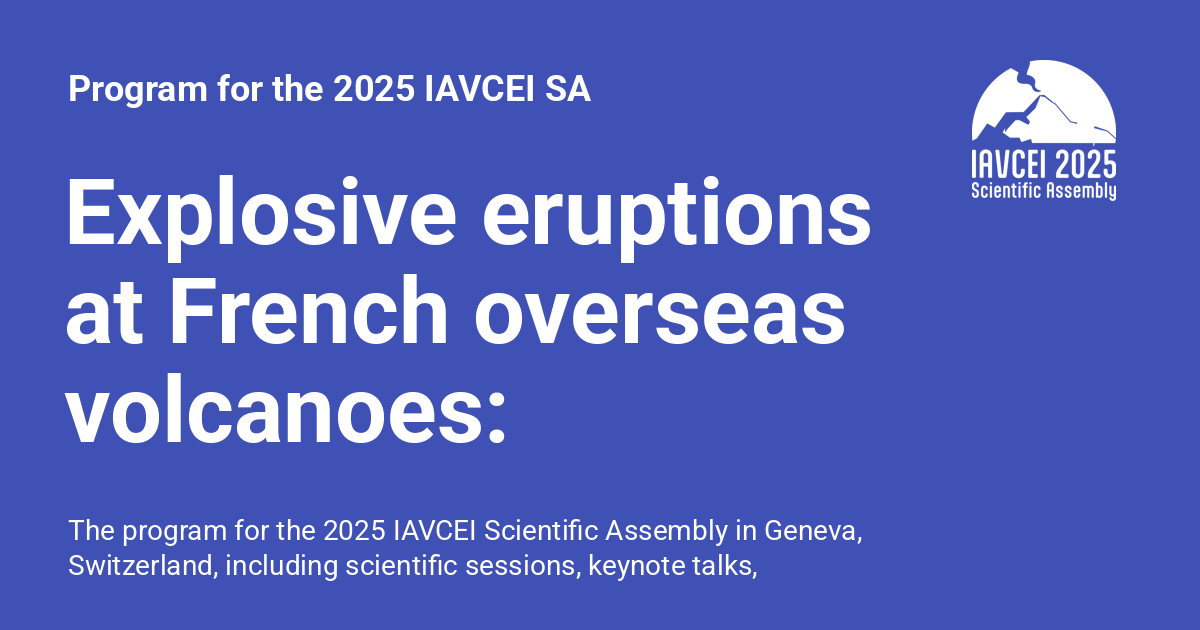 Program for the 2025 IAVCEI SA
IAVCEI 2025
Scientific Assembly
Explosive eruptions
at French overseas
volcanoes:
The program for the 2025 IAVCEI Scientific Assembly in Geneva,
Switzerland, including scientific sessions, keynote talks,